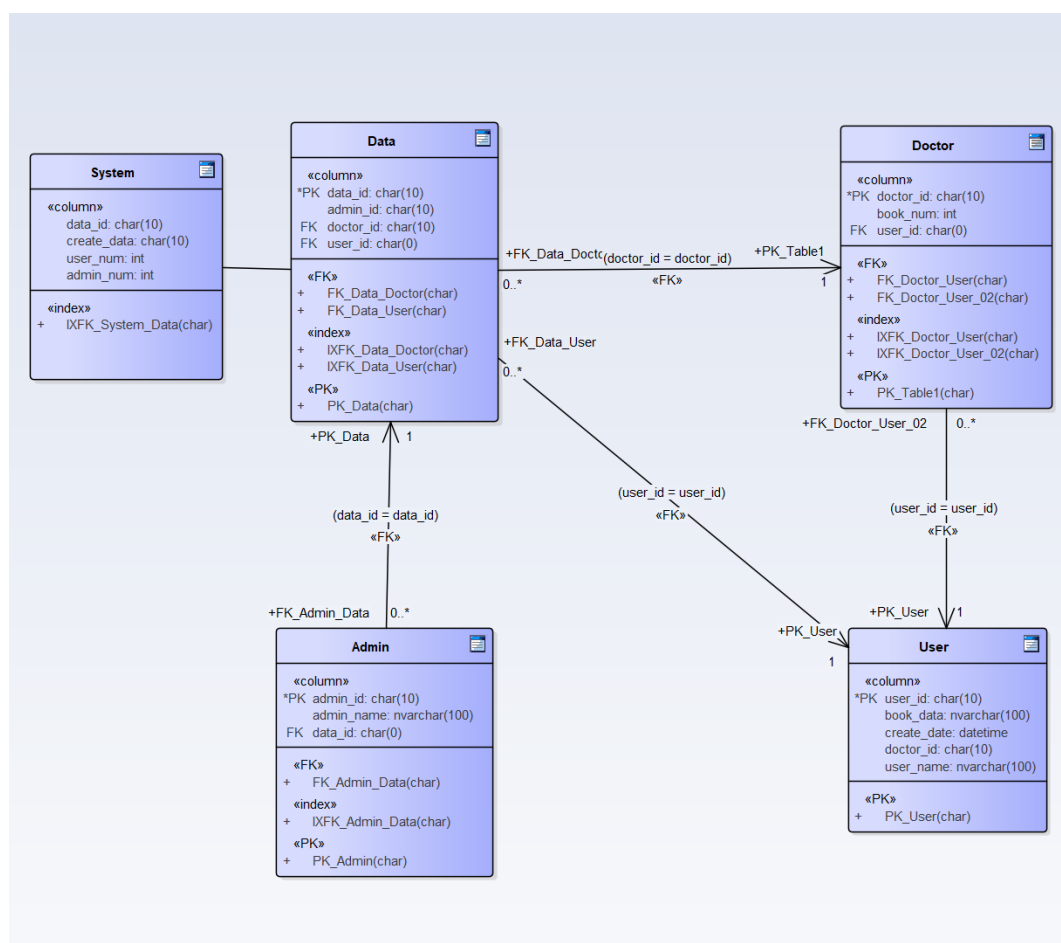 System
«column»
data_id: char(10)
create_data: char(10)
user_num: int
admin_num: int
«index»
+ IXFK_System_Data(char)
Data
«column»
*PK data_id: char(10)
admin_id: char(10)
FK doctor_id: char(10)
FK user_id: char(0)
«FK»
+ FK_Data_Doctor(char)
+ FK_Data_User(char)
«index»
+ IXFK_Data_Doctor(char)
+ IXFK_Data_User(char)
«PK»
+ PK_Data(char)
Doctor
«column»
*PK doctor_id: char(10)
book_num: int
FK user_id: char(0)
«FK»
+ FK_Doctor_User(char)
+ FK_Doctor_User_02(char)
«index»
+ IXFK_Doctor_User(char)
+ IXFK_Doctor_User_02(char)
«PK»
+ PK_Table1(char)
+FK_Data_Doctc (doctor_id = doctor_id) +PK_Table1
0..* «FK» 1
+FK_Data_User
0..*
+PK_Data 1
+FK_Doctor_User_02 0..*
(user_id = user_id)
«FK»
(data_id = data_id)
«FK»
(user_id = user_id)
«FK»
+FK_Admin_Data 0..*
+PK_User 1
+PK_User
1
Admin
«column»
*PK admin_id: char(10)
admin_name: nvarchar(100)
FK data_id: char(0)
«FK»
+ FK_Admin_Data(char)
«index»
+ IXFK_Admin_Data(char)
«PK»
+ PK_Admin(char)
User
«column»
*PK user_id: char(10)
book_data: nvarchar(100)
create_date: datetime
doctor_id: char(10)
user_name: nvarchar(100)
«PK»
+ PK_User(char)